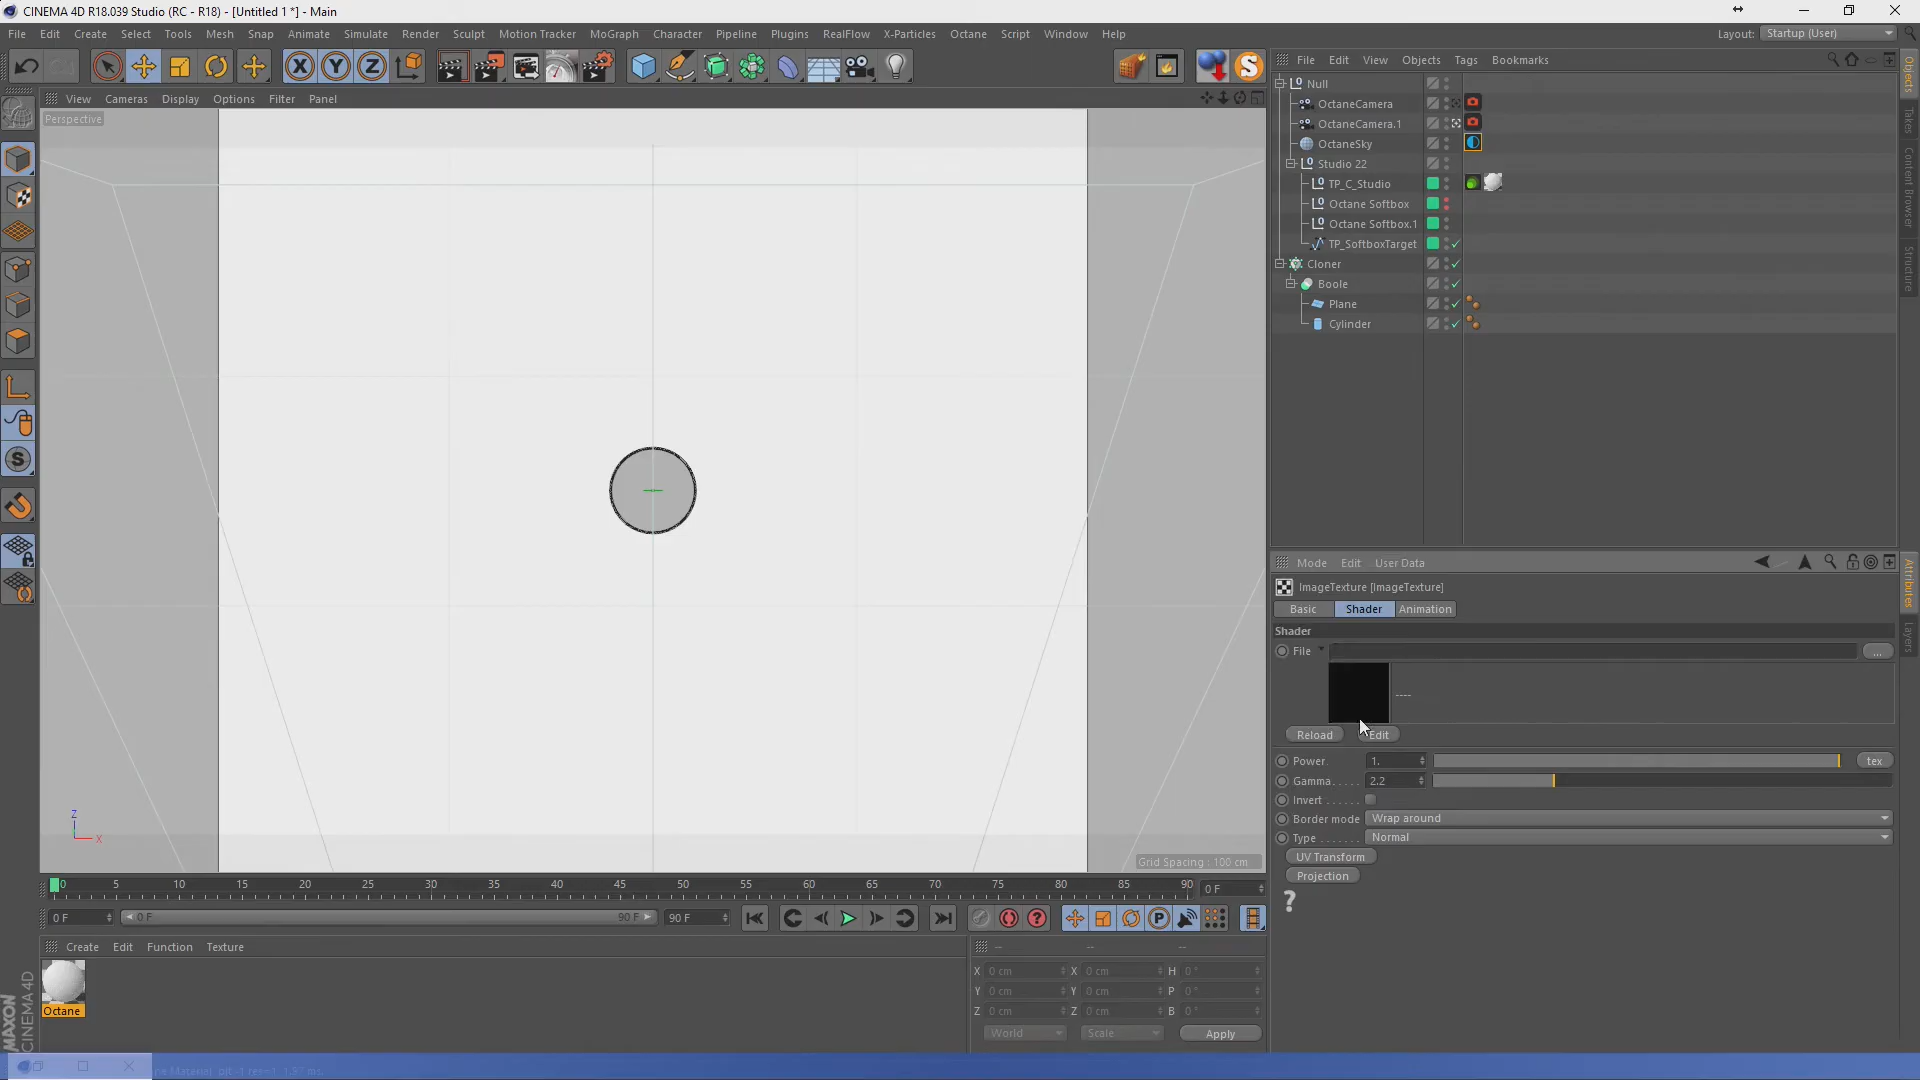 CINEMA 4D R18.039 Studio (RC - R18) - [Untitled 1 *] - Main
File Edit Create Select Tools Mesh Snap Animate Simulate Render Sculpt Motion Tracker MoGraph Character Pipeline Plugins RealFlow X-Particles Octane Script Window Help
Layout: Startup (User)
View Cameras Display Options Filter Panel
Perspective
Grid Spacing : 100 cm
Z
X
File Edit View Objects Tags Bookmarks
Null
OctaneCamera
OctaneCamera.1
OctaneSky
Studio 22
TP_C_Studio
Octane Softbox
Octane Softbox.1
TP_SoftboxTarget
Cloner
Boole
Plane
Cylinder
Objects
Takes
Content Browser
Structure
Mode Edit User Data
ImageTexture [ImageTexture]
Basic Shader Animation
Shader
File ...
----
Reload Edit
Power. 1. tex
Gamma..... 2.2
Invert ......
Border mode Wrap around
Type ....... Normal
UV Transform
Projection
?
Attributes
Layers
0 5 10 15 20 25 30 35 40 45 50 55 60 65 70 75 80 85 90 0 F
0 F 0 F 90 F 90 F
Create Edit Function Texture
Octane
-- -- --
X 0 cm X 0 cm H 0 °
Y 0 cm Y 0 cm P 0 °
Z 0 cm Z 0 cm B 0 °
World Scale Apply
MAXON
CINEMA 4D